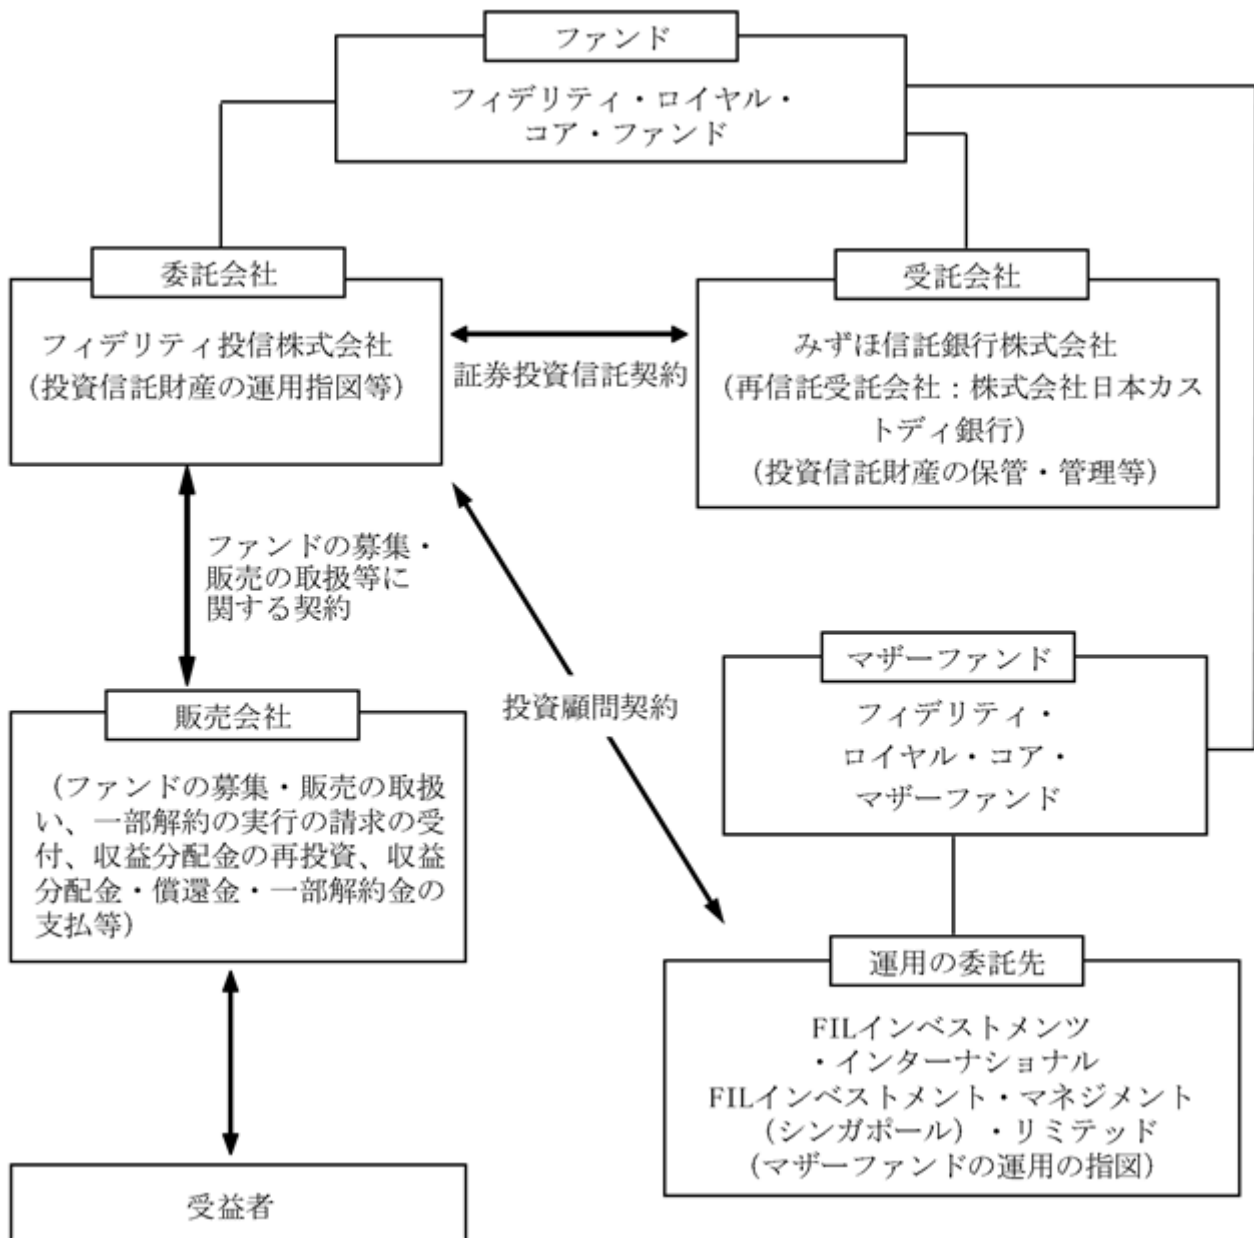 ファンド
フィデリティ・ロイヤル・
コア・ファンド
委託会社
フィデリティ投信株式会社
（投資信託財産の運用指図等）
証券投資信託契約
受託会社
みずほ信託銀行株式会社
（再信託受託会社：株式会社日本カス
トディ銀行）
（投資信託財産の保管・管理等）
ファンドの募集・
販売の取扱等に
関する契約
投資顧問契約
マザーファンド
フィデリティ・
ロイヤル・コア・
マザーファンド
販売会社
（ファンドの募集・販売の取扱
い、一部解約の実行の請求の受
付、収益分配金の再投資、収益
分配金・償還金・一部解約金の
支払等）
運用の委託先
FILインベストメンツ
・インターナショナル
FILインベストメント・マネジメント
（シンガポール）・リミテッド
（マザーファンドの運用の指図）
受益者